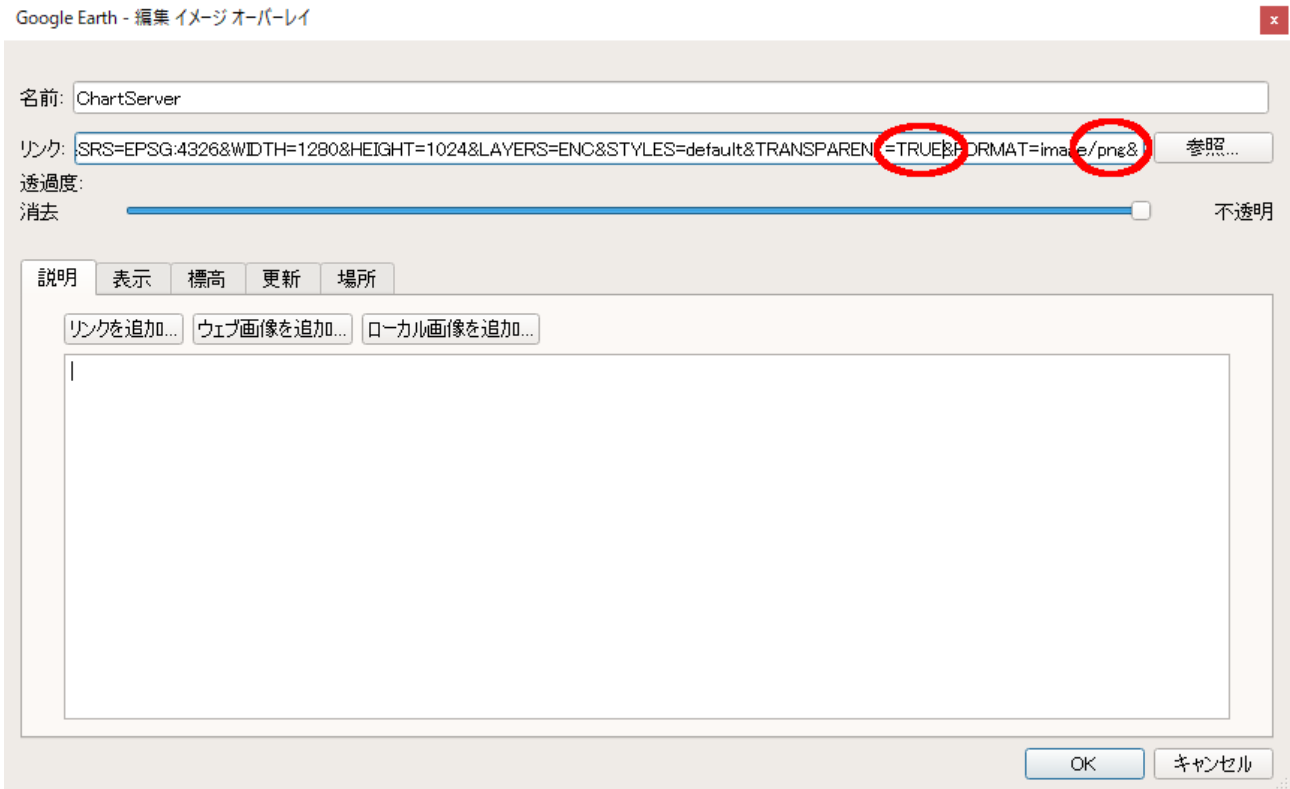 Google Earth - 編集 イメージ オーバーレイ
x
名前: ChartServer
リンク: SRS=EPSG:4326&WIDTH=1280&HEIGHT=1024&LAYERS=ENC&STYLES=default&TRANSPARENT=TRUE&FORMAT=image/png& 参照...
透過度:
消去 不透明
説明 表示 標高 更新 場所
リンクを追加... ウェブ画像を追加... ローカル画像を追加...
OK キャンセル